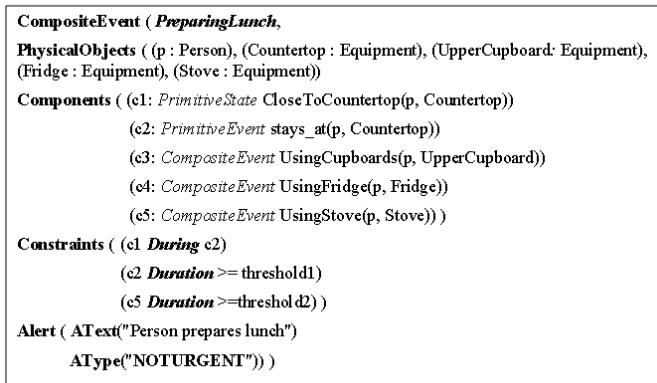 CompositeEvent ( PreparingLunch,
PhysicalObjects ( (p : Person), (Countertop : Equipment), (UpperCupboard: Equipment),
(Fridge : Equipment), (Stove : Equipment))
Components ( (c1: PrimitiveState CloseToCountertop(p, Countertop))
(c2: PrimitiveEvent stays_at(p, Countertop))
(c3: CompositeEvent UsingCupboards(p, UpperCupboard))
(c4: CompositeEvent UsingFridge(p, Fridge))
(c5: CompositeEvent UsingStove(p, Stove)) )
Constraints ( (c1 During c2)
(c2 Duration >= threshold1)
(c5 Duration >=threshold2) )
Alert ( AText("Person prepares lunch")
AType("NOTURGENT")) )